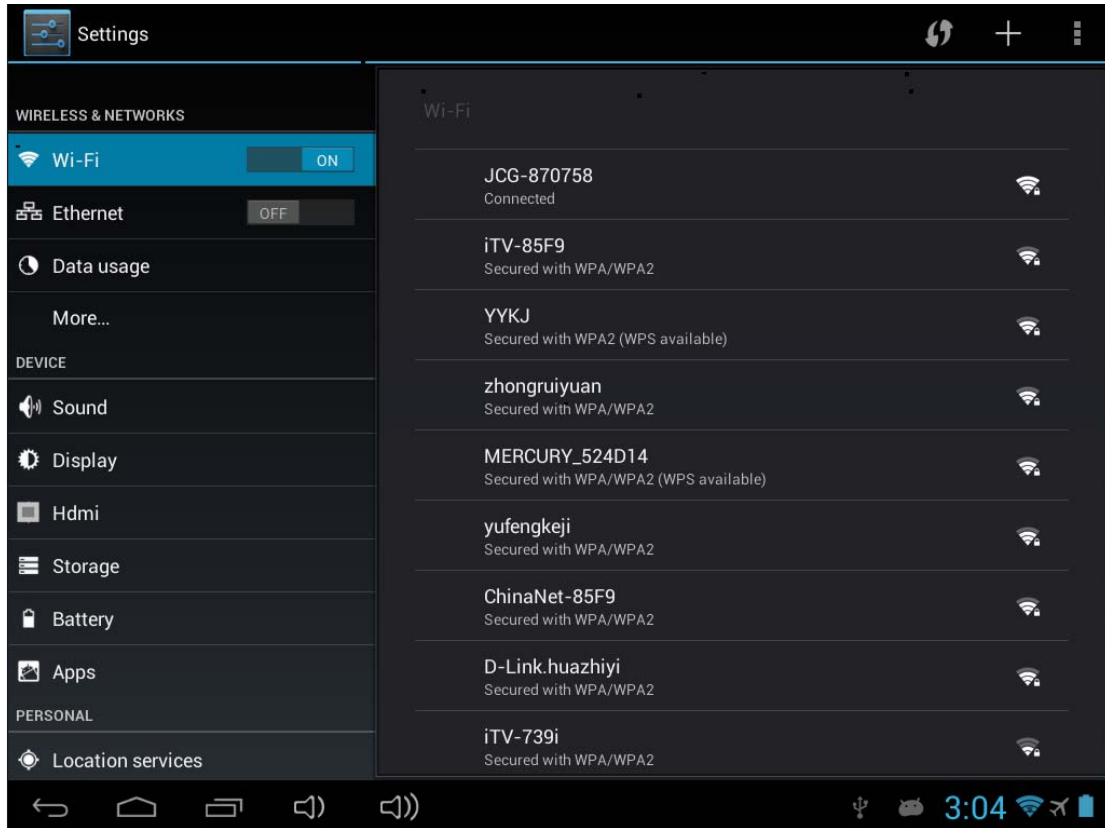 Settings
WIRELESS & NETWORKS
Wi-Fi ON
Ethernet OFF
Data usage
More...
DEVICE
Sound
Display
Hdmi
Storage
Battery
Apps
PERSONAL
Location services
Wi-Fi
JCG-870758
Connected
iTV-85F9
Secured with WPA/WPA2
YYKJ
Secured with WPA2 (WPS available)
zhongruiyuan
Secured with WPA/WPA2
MERCURY_524D14
Secured with WPA/WPA2 (WPS available)
yufengkeji
Secured with WPA/WPA2
ChinaNet-85F9
Secured with WPA/WPA2
D-Link.huazhiyi
Secured with WPA/WPA2
iTV-739i
Secured with WPA/WPA2
3:04